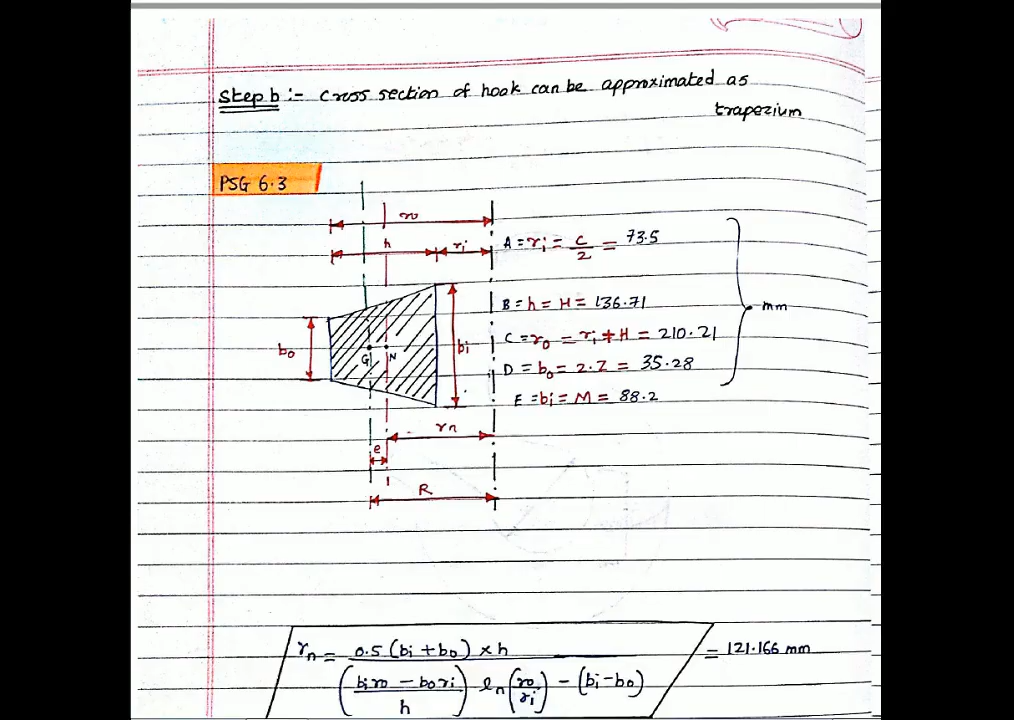 Step b :- Cross section of hook can be approximated as
trapezium
PSG 6.3
ro
h
ri
A = ri = C/2 = 73.5
B = h = H = 136.71
mm
C = ro = ri + H = 210.21
bo
G
N
bi
D = bo = 2.Z = 35.28
E = bi = M = 88.2
rn
e
R
rn = 0.5 (bi + bo) x h / ((bi ro - bo ri / h) ln (ro/ri) - (bi - bo)) = 121.166 mm